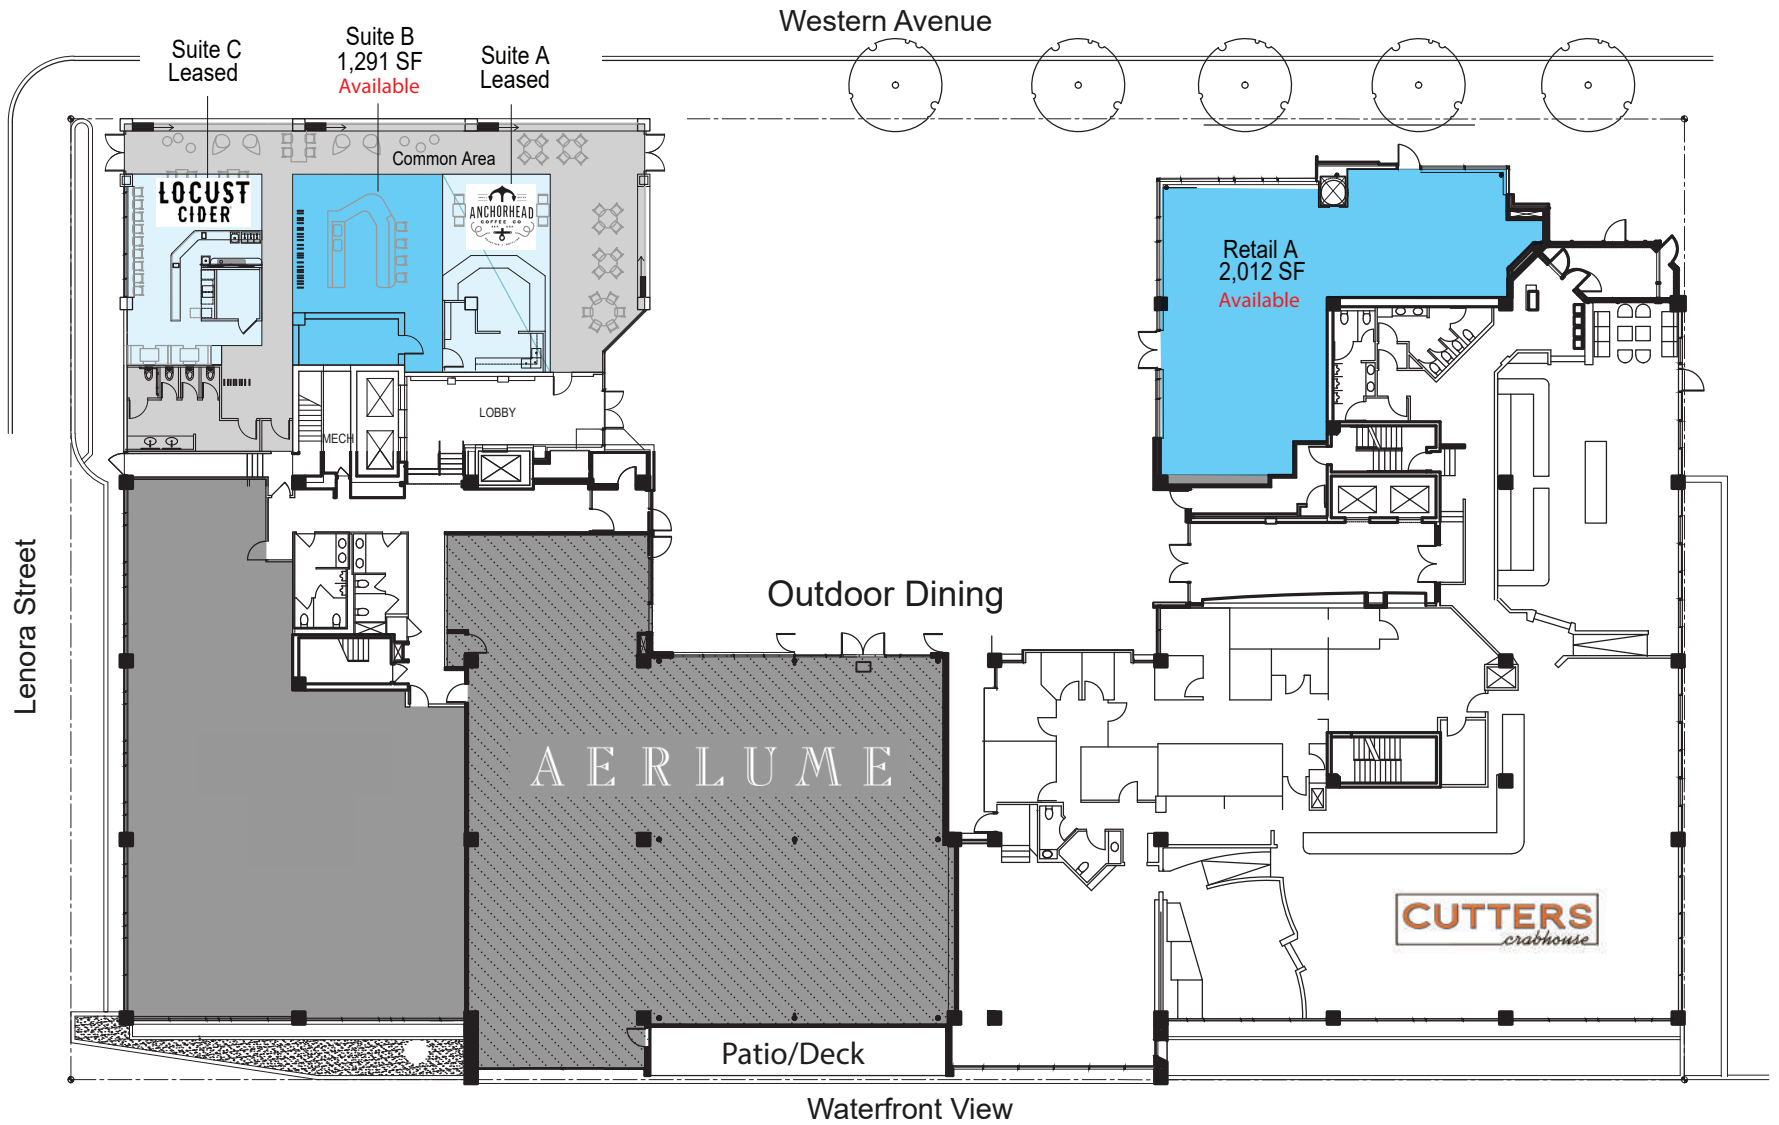 Western Avenue
Suite C
Leased
Suite B
1,291 SF
Available
Suite A
Leased
Common Area
LOCUST
CIDER
ANCHORHEAD
COFFEE CO
Retail A
2,012 SF
Available
LOBBY
MECH
Lenora Street
Outdoor Dining
AERLUME
CUTTERS
crabhouse
Patio/Deck
Waterfront View